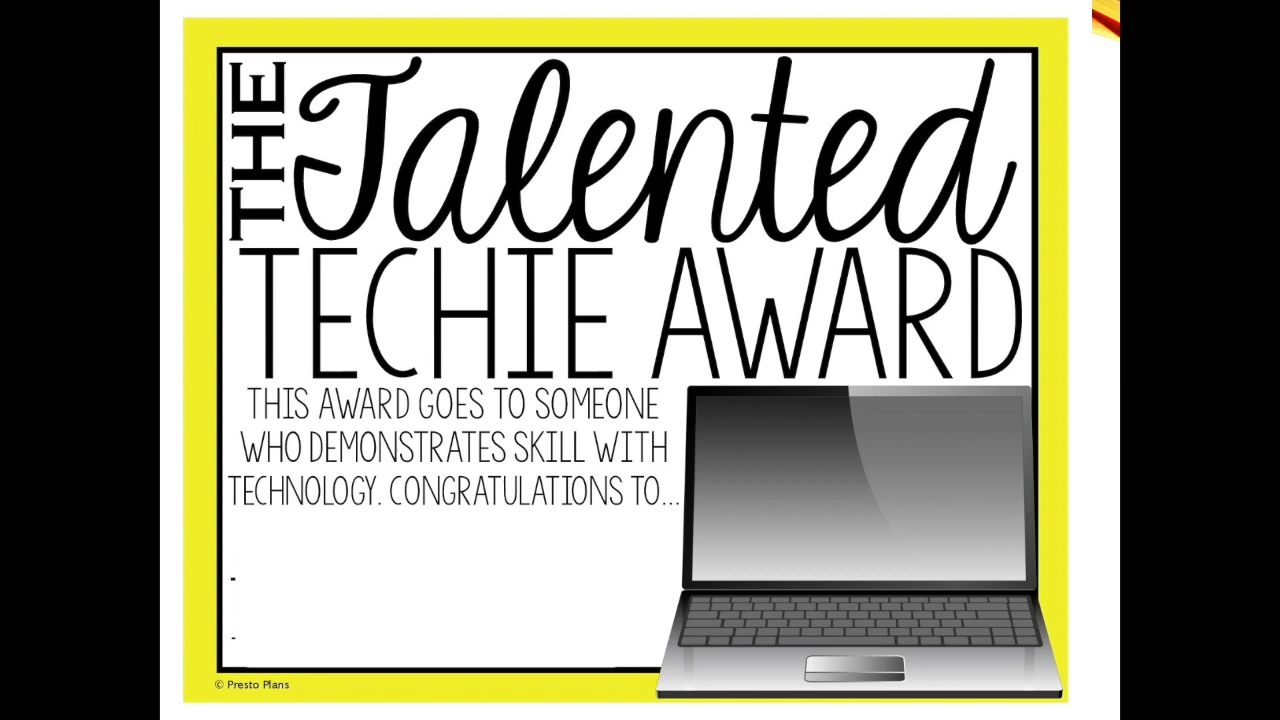 THE Talented
TECHIE AWARD
THIS AWARD GOES TO SOMEONE
WHO DEMONSTRATES SKILL WITH
TECHNOLOGY. CONGRATULATIONS TO...
© Presto Plans